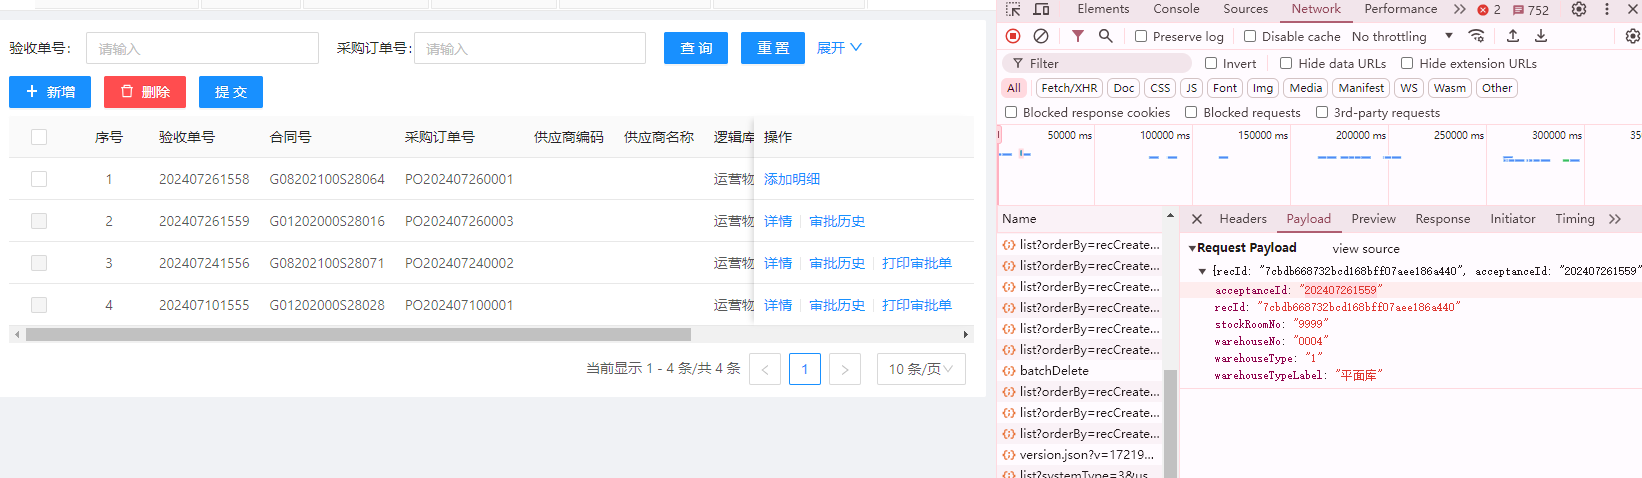 验收单号: 请输入 采购订单号: 请输入 查 询 重 置 展开
+ 新增 删除 提 交
序号 验收单号 合同号 采购订单号 供应商编码 供应商名称 逻辑库 操作
1 202407261558 G08202100S28064 PO202407260001 运营物 添加明细
2 202407261559 G01202000S28016 PO202407260003 运营物 详情 审批历史
3 202407241556 G08202100S28071 PO202407240002 运营物 详情 审批历史 打印审批单
4 202407101555 G01202000S28028 PO202407100001 运营物 详情 审批历史 打印审批单
当前显示 1 - 4 条/共 4 条 < 1 > 10 条/页
Elements Console Sources Network Performance >> 2 752
Preserve log Disable cache No throttling
Filter Invert Hide data URLs Hide extension URLs
All Fetch/XHR Doc CSS JS Font Img Media Manifest WS Wasm Other
Blocked response cookies Blocked requests 3rd-party requests
50000 ms 100000 ms 150000 ms 200000 ms 250000 ms 300000 ms 35
Name
list?orderBy=recCreate...
list?orderBy=recCreate...
list?orderBy=recCreate...
list?orderBy=recCreate...
list?orderBy=recCreate...
list?orderBy=recCreate...
batchDelete
list?orderBy=recCreate...
list?orderBy=recCreate...
list?orderBy=recCreate...
version.json?v=17219...
list?systemType=3&us
Headers Payload Preview Response Initiator Timing >>
Request Payload view source
{recId: "7cbdb668732bcd168bff07aee186a440", acceptanceId: "202407261559"
acceptanceId: "202407261559"
recId: "7cbdb668732bcd168bff07aee186a440"
stockRoomNo: "9999"
warehouseNo: "0004"
warehouseType: "1"
warehouseTypeLabel: "平面库"